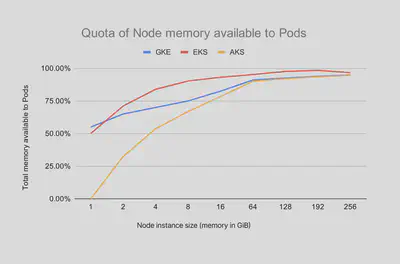 Quota of Node memory available to Pods
GKE EKS AKS
Total memory available to Pods
100.00%
75.00%
50.00%
25.00%
0.00%
1 2 4 8 16 64 128 192 256
Node instance size (memory in GiB)